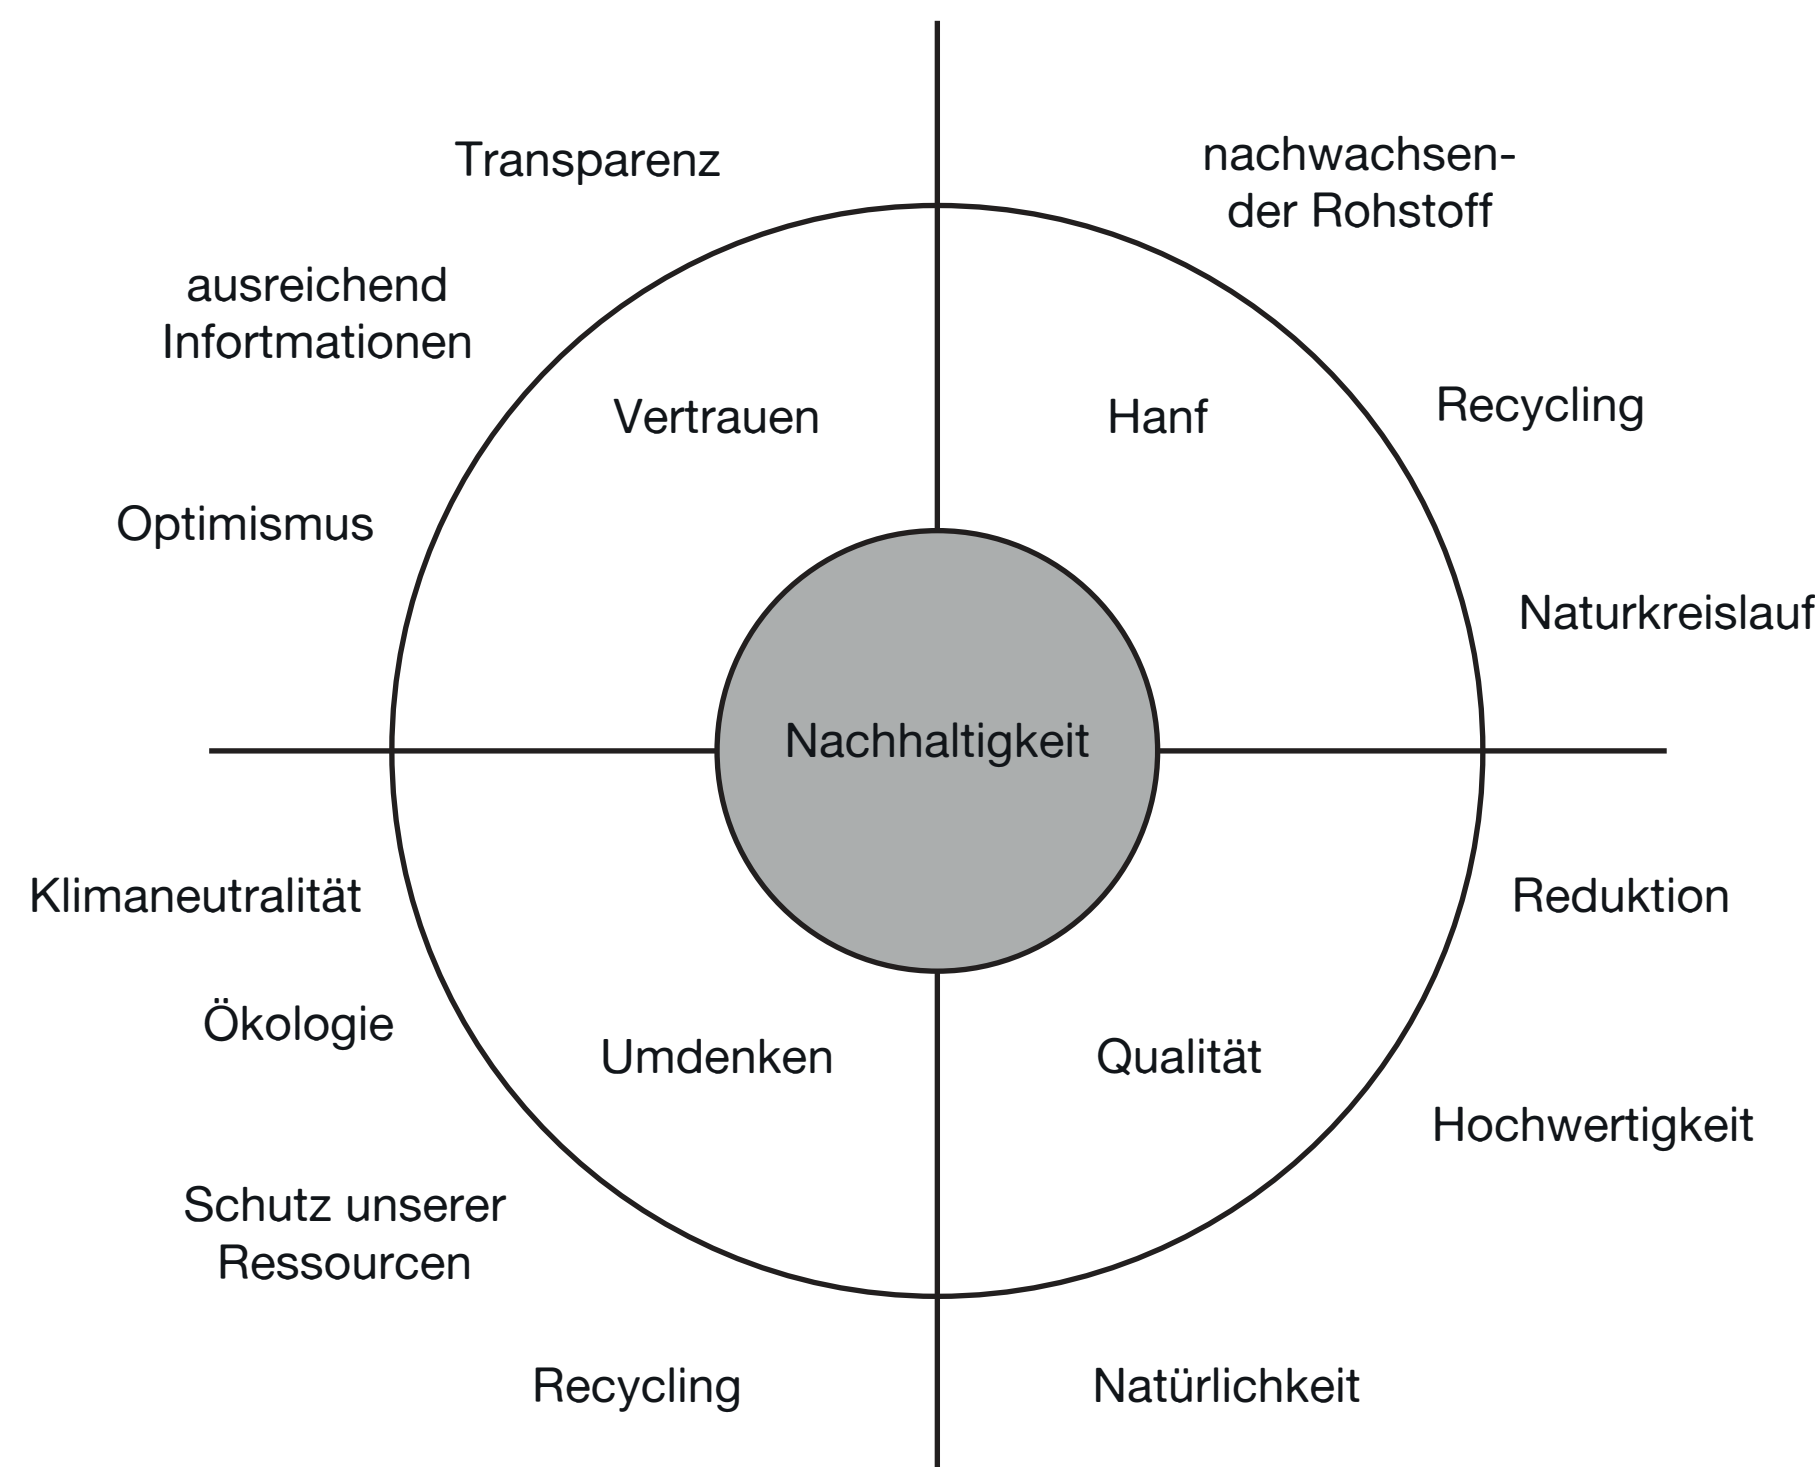 Transparenz
nachwachsen-
der Rohstoff
ausreichend
Infortmationen
Vertrauen
Hanf
Recycling
Optimismus
Naturkreislauf
Nachhaltigkeit
Klimaneutralität
Reduktion
Ökologie
Umdenken
Qualität
Hochwertigkeit
Schutz unserer
Ressourcen
Recycling
Natürlichkeit